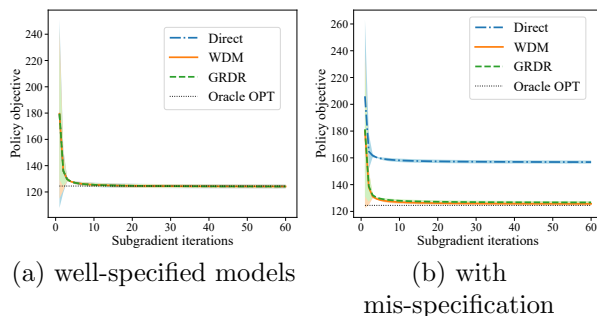 240
220
200
180
160
140
120
Policy objective
0 10 20 30 40 50 60
Subgradient iterations
Direct
WDM
GRDR
Oracle OPT
(a) well-specified models
260
240
220
200
180
160
140
120
Policy objective
0 10 20 30 40 50 60
Subgradient iterations
Direct
WDM
GRDR
Oracle OPT
(b) with
mis-specification